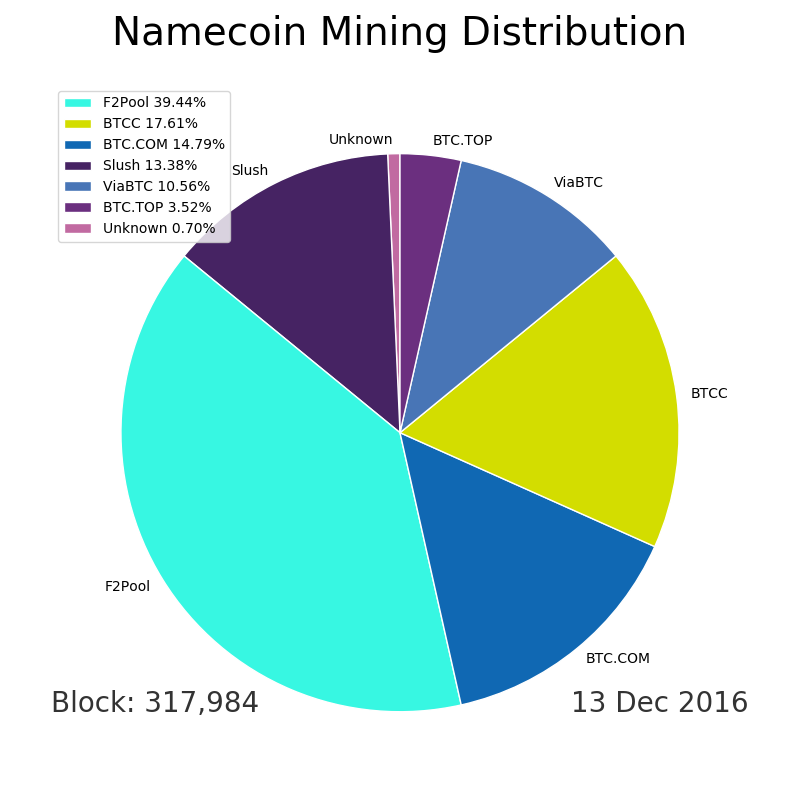 Namecoin Mining Distribution
F2Pool 39.44%
BTCC 17.61%
BTC.COM 14.79%
Slush 13.38%
ViaBTC 10.56%
BTC.TOP 3.52%
Unknown 0.70%
Unknown
BTC.TOP
Slush
ViaBTC
BTCC
F2Pool
BTC.COM
Block: 317,984
13 Dec 2016